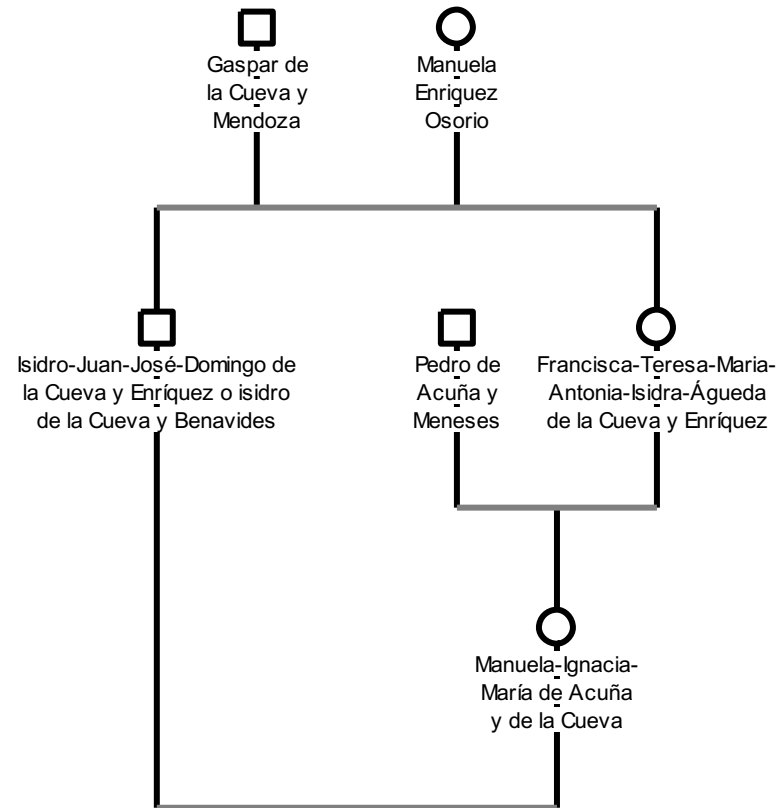 Gaspar de
la Cueva y
Mendoza
Manuela
Enriquez
Osorio
Isidro-Juan-José-Domingo de
la Cueva y Enríquez o isidro
de la Cueva y Benavides
Pedro de
Acuña y
Meneses
Francisca-Teresa-Maria-
Antonia-Isidra-Águeda
de la Cueva y Enríquez
Manuela-Ignacia-
María de Acuña
y de la Cueva